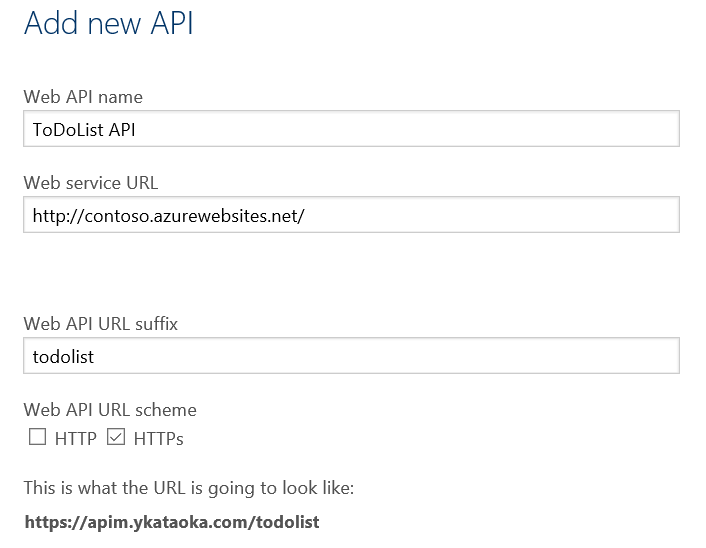 Add new API
Web API name
ToDoList API
Web service URL
http://contoso.azurewebsites.net/
Web API URL suffix
todolist
Web API URL scheme
HTTP HTTPs
This is what the URL is going to look like:
https://apim.ykataoka.com/todolist